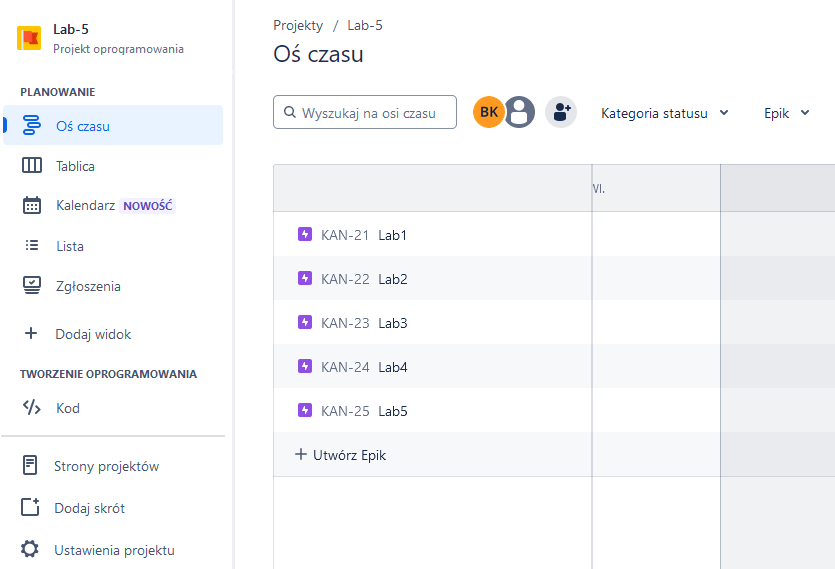 Lab-5
Projekt oprogramowania
PLANOWANIE
Oś czasu
Tablica
Kalendarz NOWOŚĆ
Lista
Zgłoszenia
Dodaj widok
TWORZENIE OPROGRAMOWANIA
Kod
Strony projektów
Dodaj skrót
Ustawienia projektu
Projekty / Lab-5
Oś czasu
Wyszukaj na osi czasu
BK
Kategoria statusu
Epik
KAN-21 Lab1
KAN-22 Lab2
KAN-23 Lab3
KAN-24 Lab4
KAN-25 Lab5
Utwórz Epik